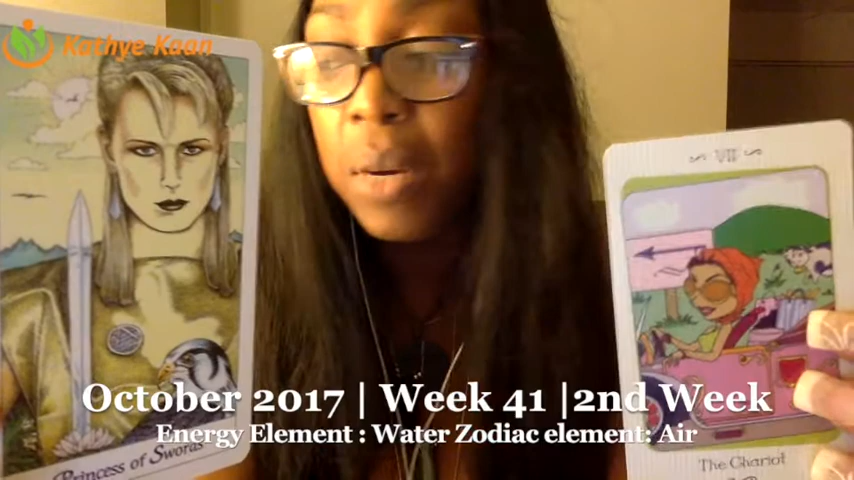 Kathye Kaan
VII
Princess of Swords
The Chariot
October 2017 | Week 41 |2nd Week
Energy Element : Water Zodiac element: Air